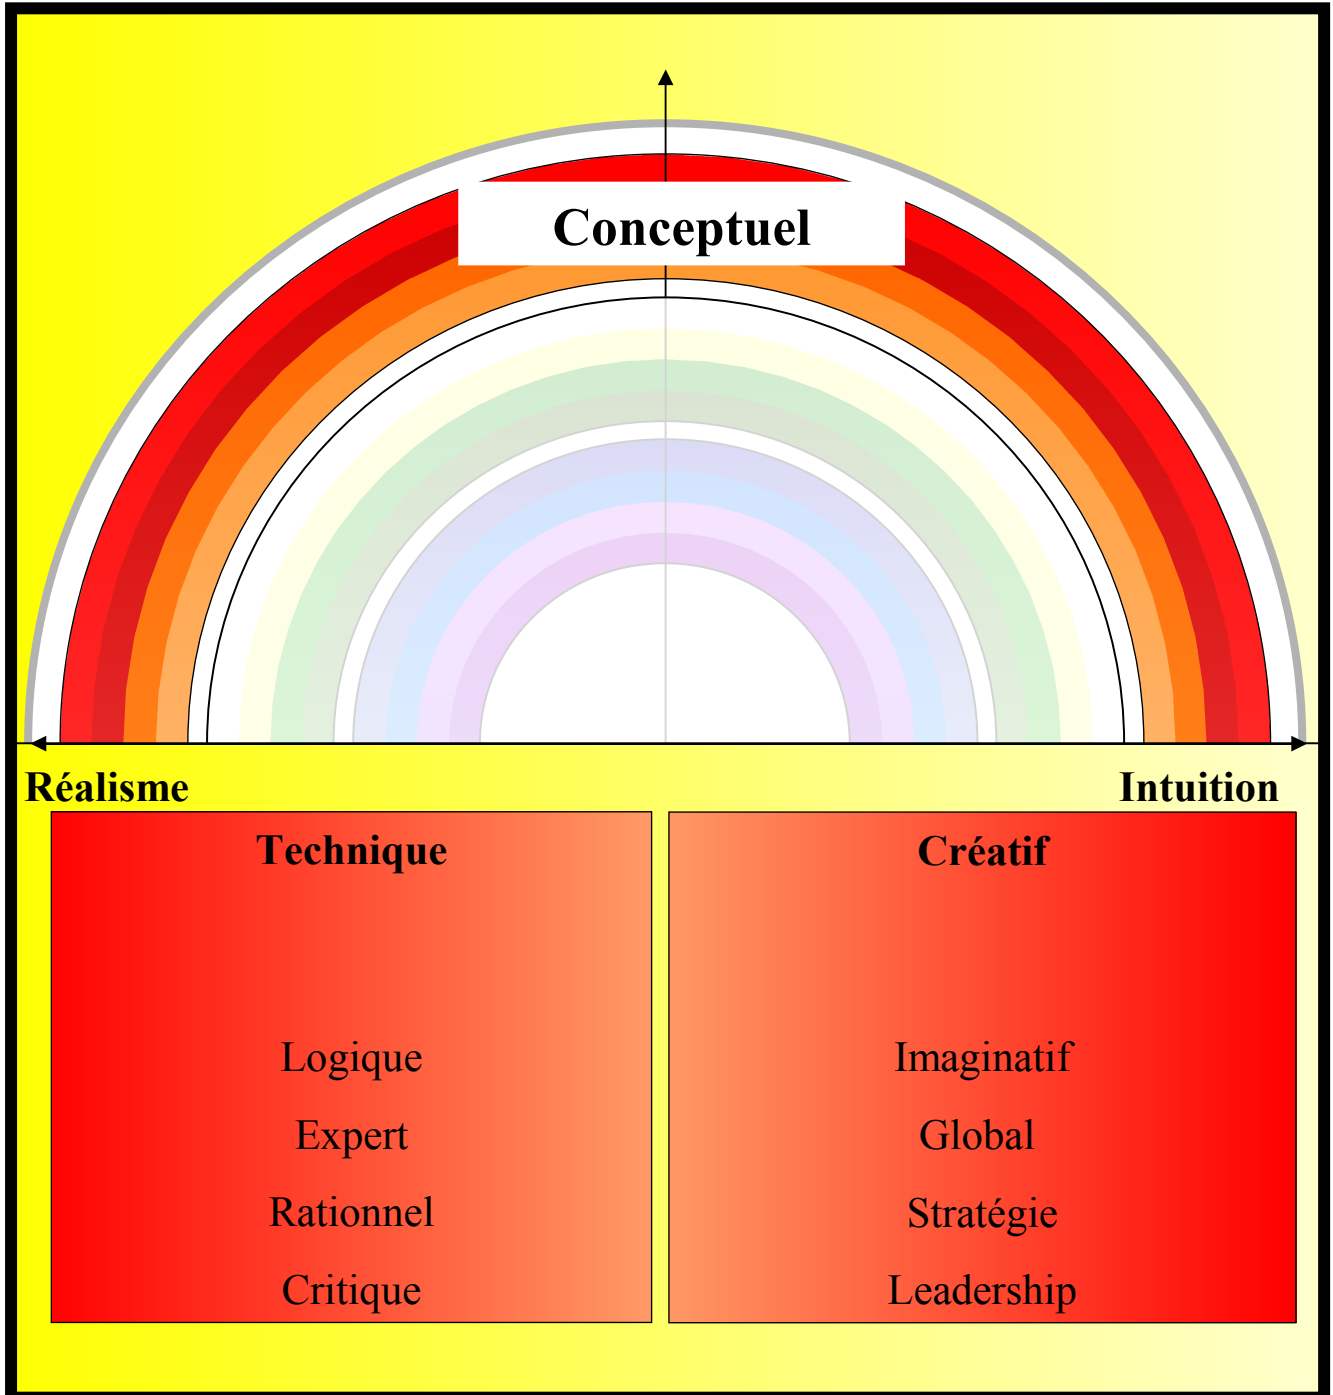 Conceptuel
Réalisme
Intuition
Technique
Logique
Expert
Rationnel
Critique
Créatif
Imaginatif
Global
Stratégie
Leadership